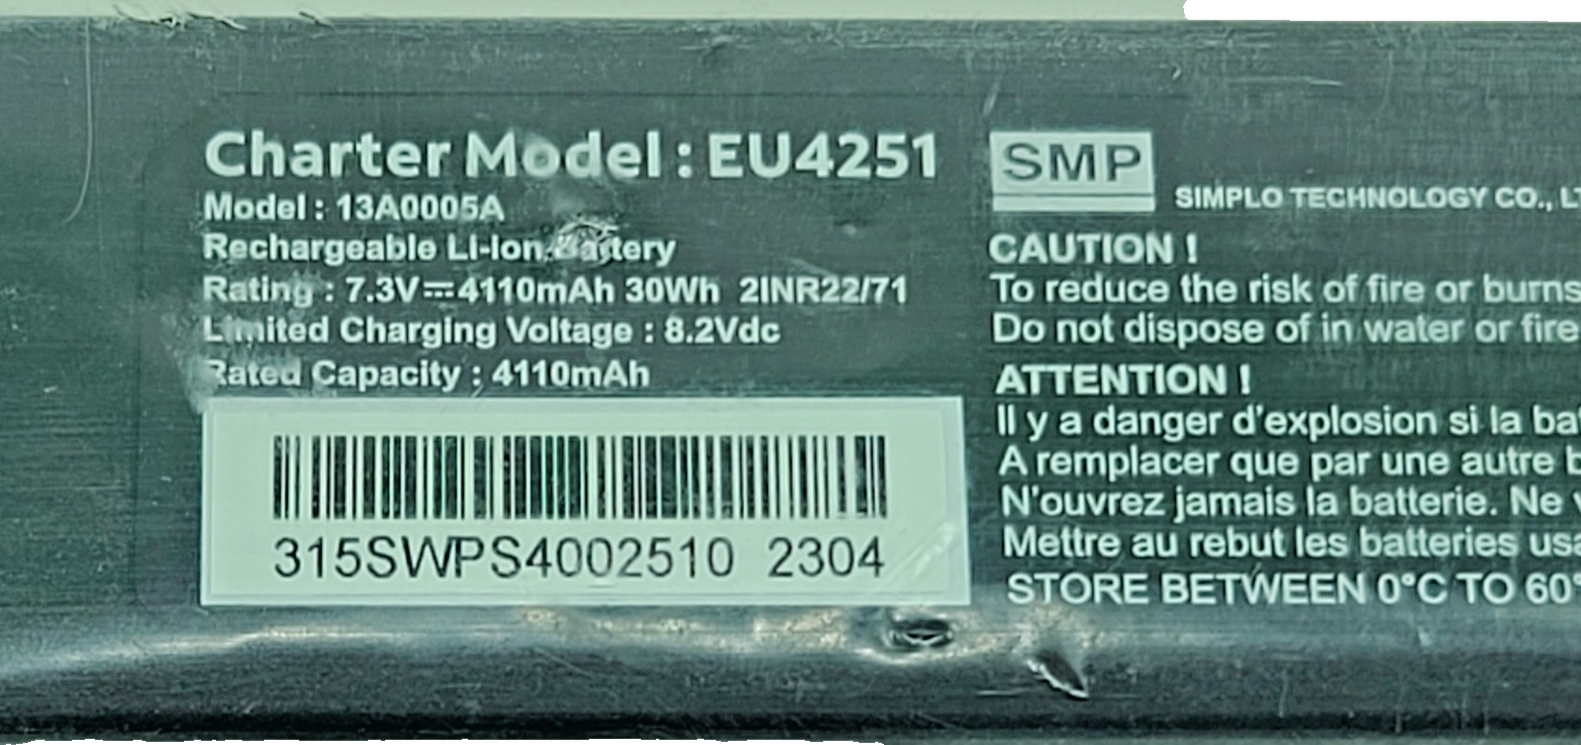 Charter Model : EU4251
Model : 13A0005A
Rechargeable Li-Ion Battery
Rating : 7.3V⎓4110mAh 30Wh 2INR22/71
Limited Charging Voltage : 8.2Vdc
Rated Capacity : 4110mAh
315SWPS4002510 2304
SMP
SIMPLO TECHNOLOGY CO.,
CAUTION !
To reduce the risk of fire or burns
Do not dispose of in water or fire
ATTENTION !
Il y a danger d'explosion si la
A remplacer que par une autre
N'ouvrez jamais la batterie. Ne
Mettre au rebut les batteries
STORE BETWEEN 0°C TO 60°